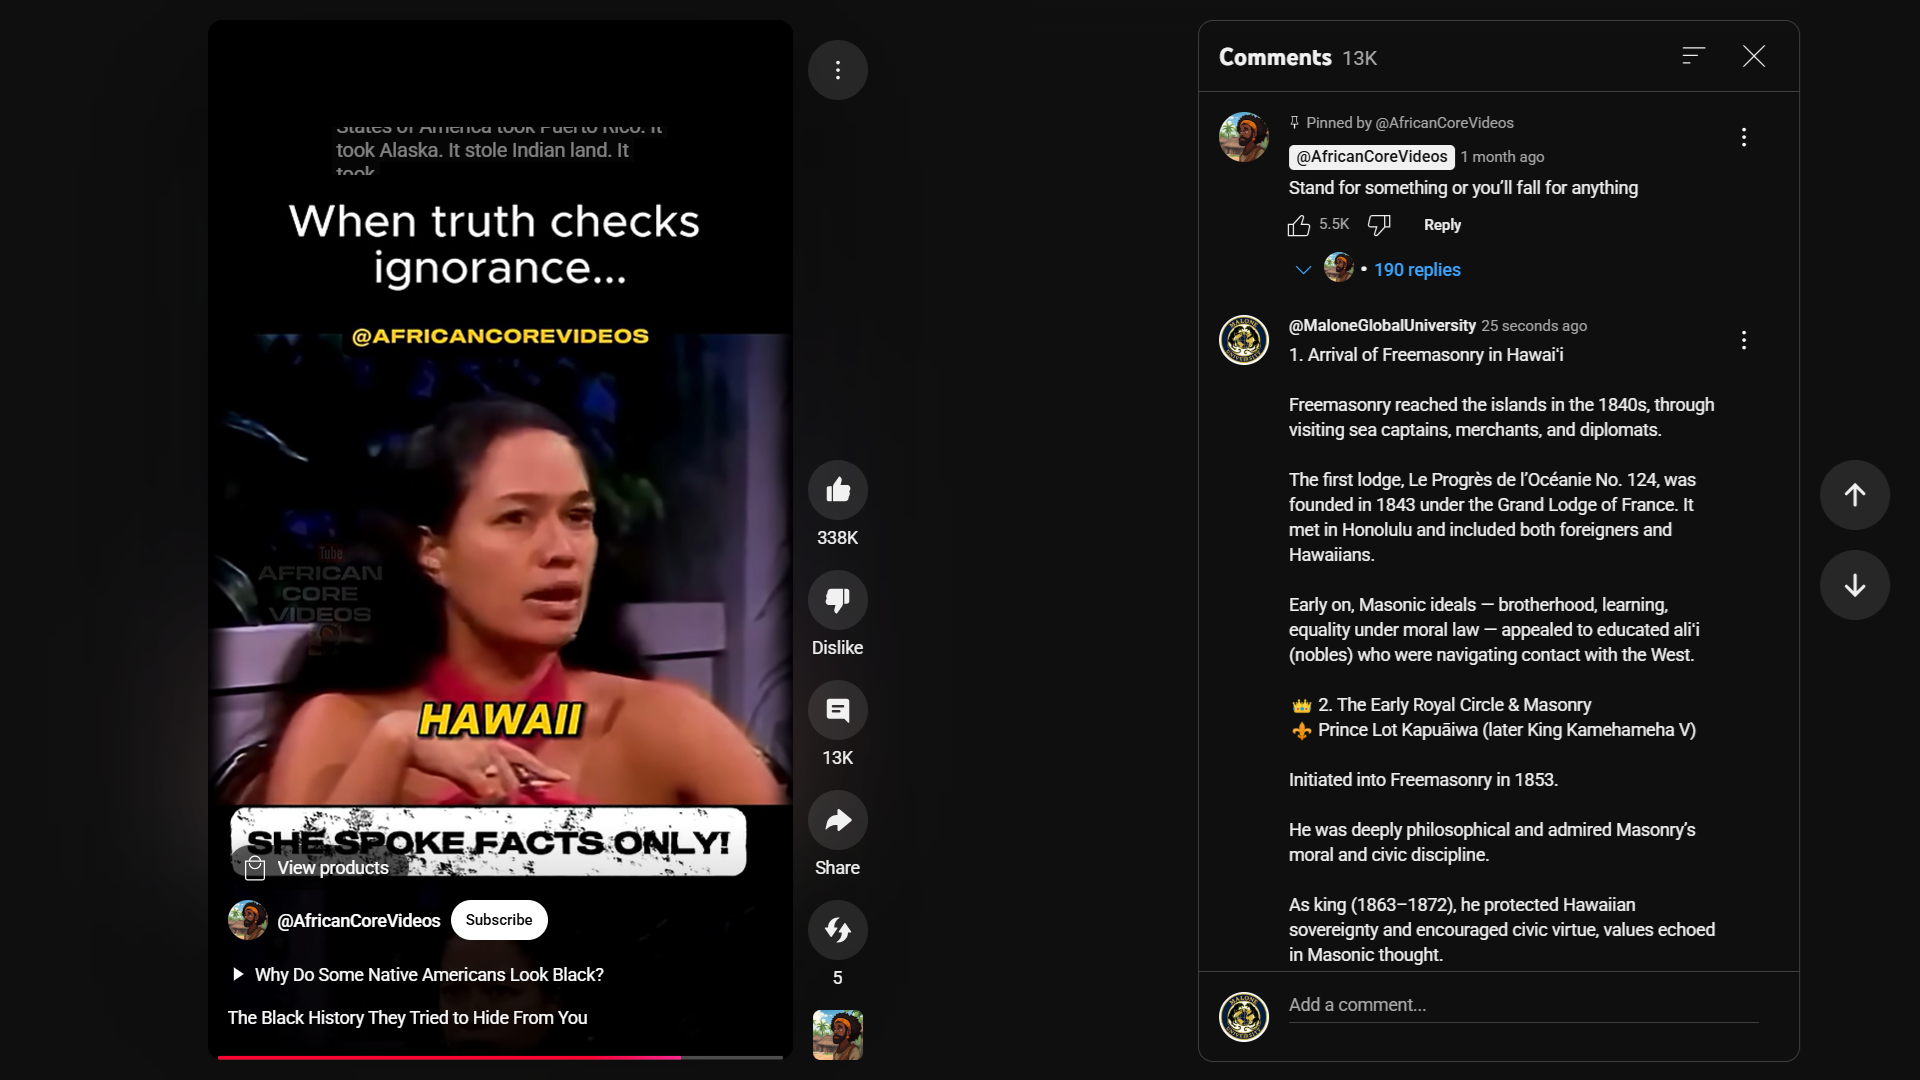 States of America took Puerto Rico. It
took Alaska. It stole Indian land. It
took
When truth checks
ignorance...
@AFRICANCOREVIDEOS
Tube
AFRICAN
CORE
VIDEOS
HAWAII
SHE SPOKE FACTS ONLY!
View products
@AfricanCoreVideos
Subscribe
Why Do Some Native Americans Look Black?
The Black History They Tried to Hide From You
338K
Dislike
13K
Share
5
Comments 13K
Pinned by @AfricanCoreVideos
@AfricanCoreVideos 1 month ago
Stand for something or you’ll fall for anything
5.5K
Reply
• 190 replies
@MaloneGlobalUniversity 25 seconds ago
1. Arrival of Freemasonry in Hawaiʻi
Freemasonry reached the islands in the 1840s, through
visiting sea captains, merchants, and diplomats.
The first lodge, Le Progrès de l’Océanie No. 124, was
founded in 1843 under the Grand Lodge of France. It
met in Honolulu and included both foreigners and
Hawaiians.
Early on, Masonic ideals — brotherhood, learning,
equality under moral law — appealed to educated aliʻi
(nobles) who were navigating contact with the West.
👑 2. The Early Royal Circle & Masonry
⚜️ Prince Lot Kapuāiwa (later King Kamehameha V)
Initiated into Freemasonry in 1853.
He was deeply philosophical and admired Masonry’s
moral and civic discipline.
As king (1863–1872), he protected Hawaiian
sovereignty and encouraged civic virtue, values echoed
in Masonic thought.
Add a comment...